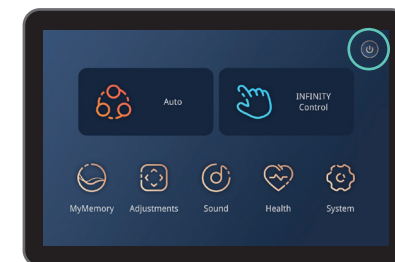 Auto
INFINITY
Control
MyMemory
Adjustments
Sound
Health
System